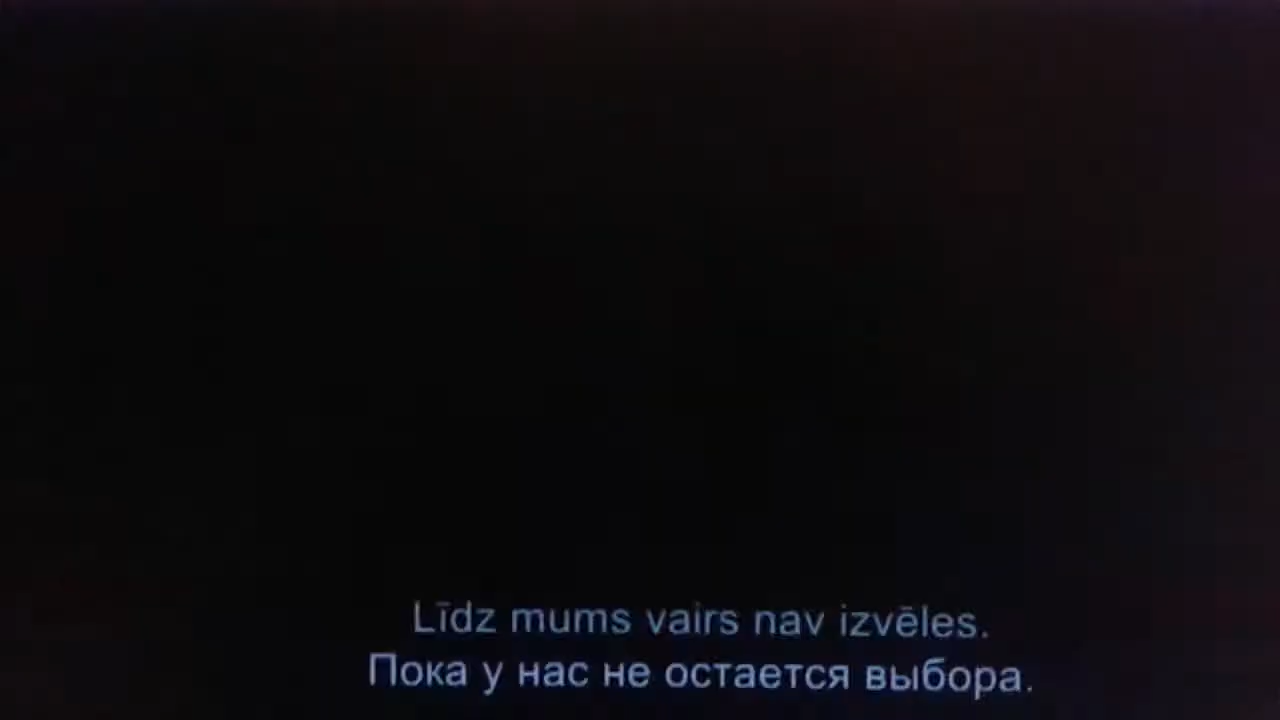 Līdz mums vairs nav izvēles.
Пока у нас не остается выбора.